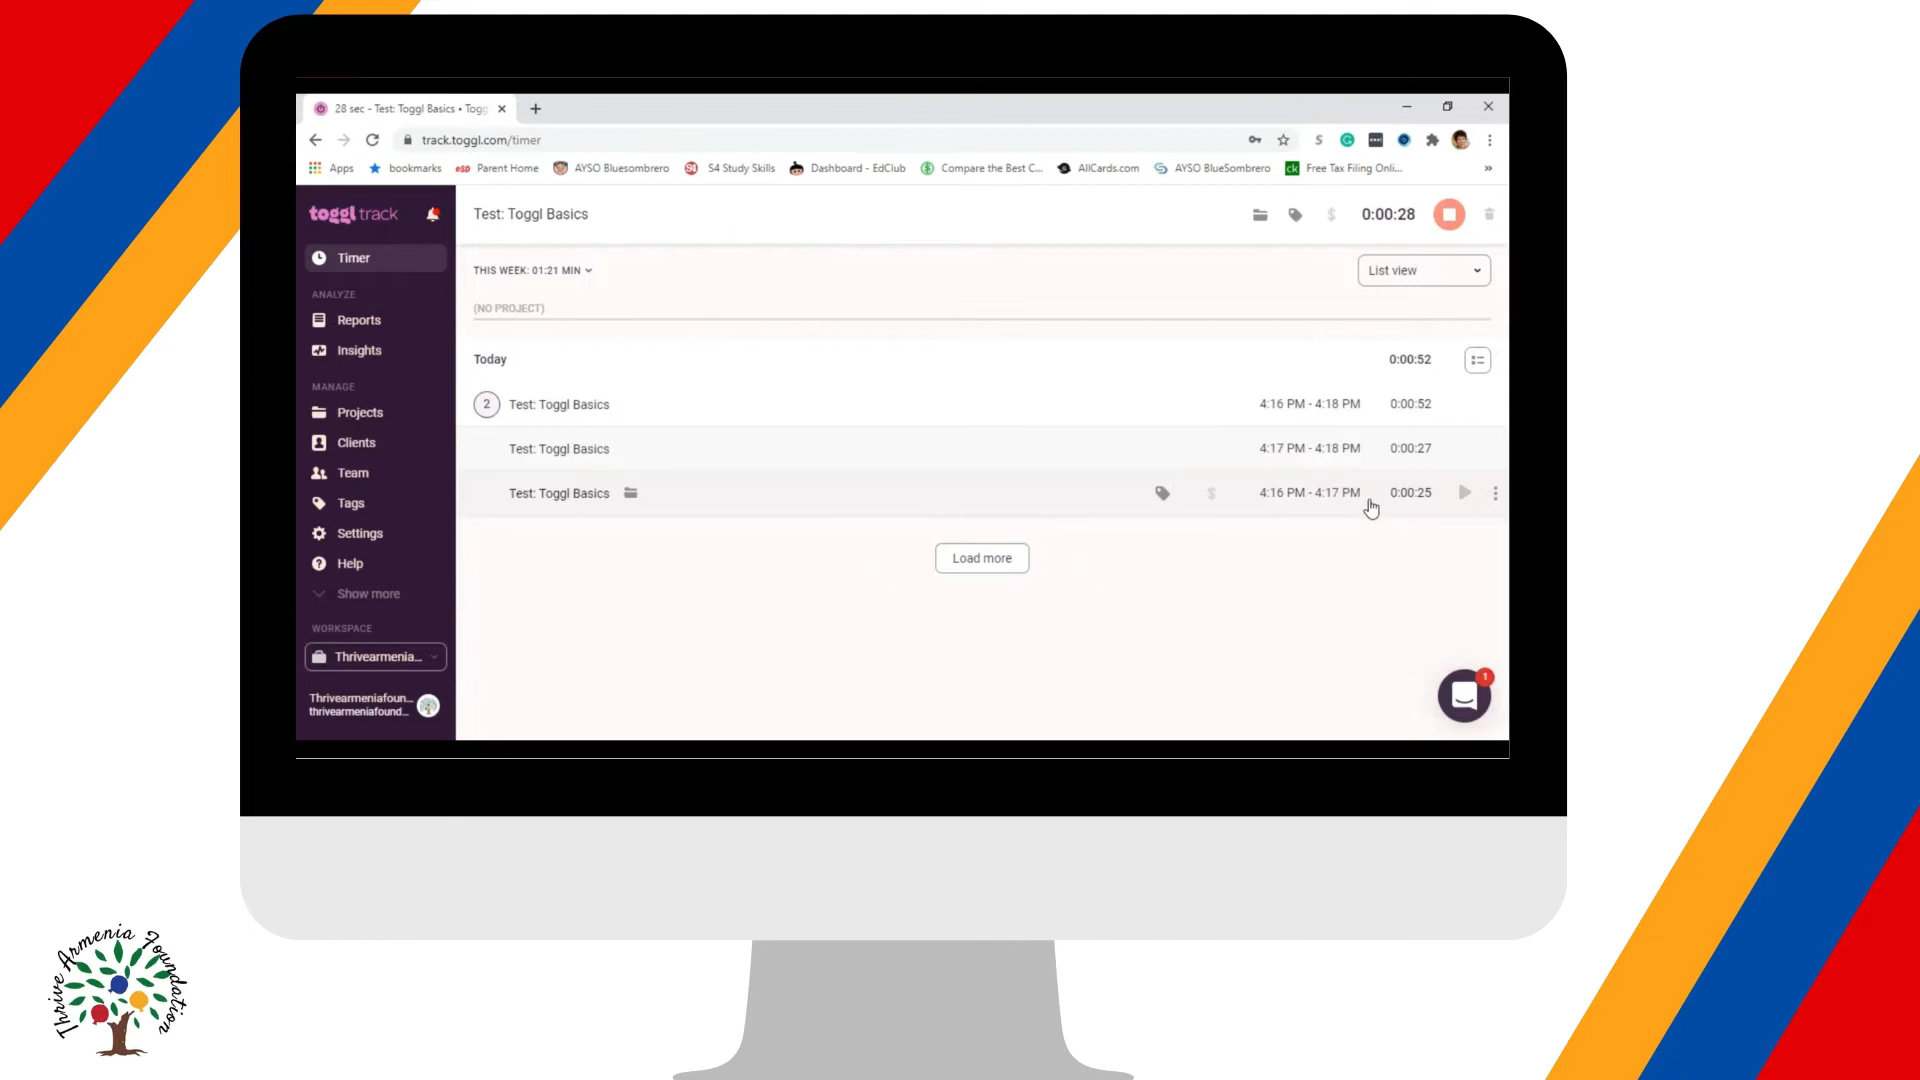 28 sec - Test: Toggl Basics • Togg
track.toggl.com/timer
Apps bookmarks esd Parent Home AYSO Bluesombrero S4 Study Skills Dashboard - EdClub Compare the Best C... AllCards.com AYSO BlueSombrero ck Free Tax Filing Onli... »
toggl track
Test: Toggl Basics
$ 0:00:28
Timer
THIS WEEK: 01:21 MIN
List view
ANALYZE
(NO PROJECT)
Reports
Insights
Today 0:00:52
MANAGE
2 Test: Toggl Basics 4:16 PM - 4:18 PM 0:00:52
Projects
Clients
Test: Toggl Basics 4:17 PM - 4:18 PM 0:00:27
Team
Test: Toggl Basics $ 4:16 PM - 4:17 PM 0:00:25
Tags
Settings
Load more
Help
Show more
WORKSPACE
Thrivearmenia...
Thrivearmeniafoun...
thrivearmeniafound...
1
Thrive Armenia Foundation